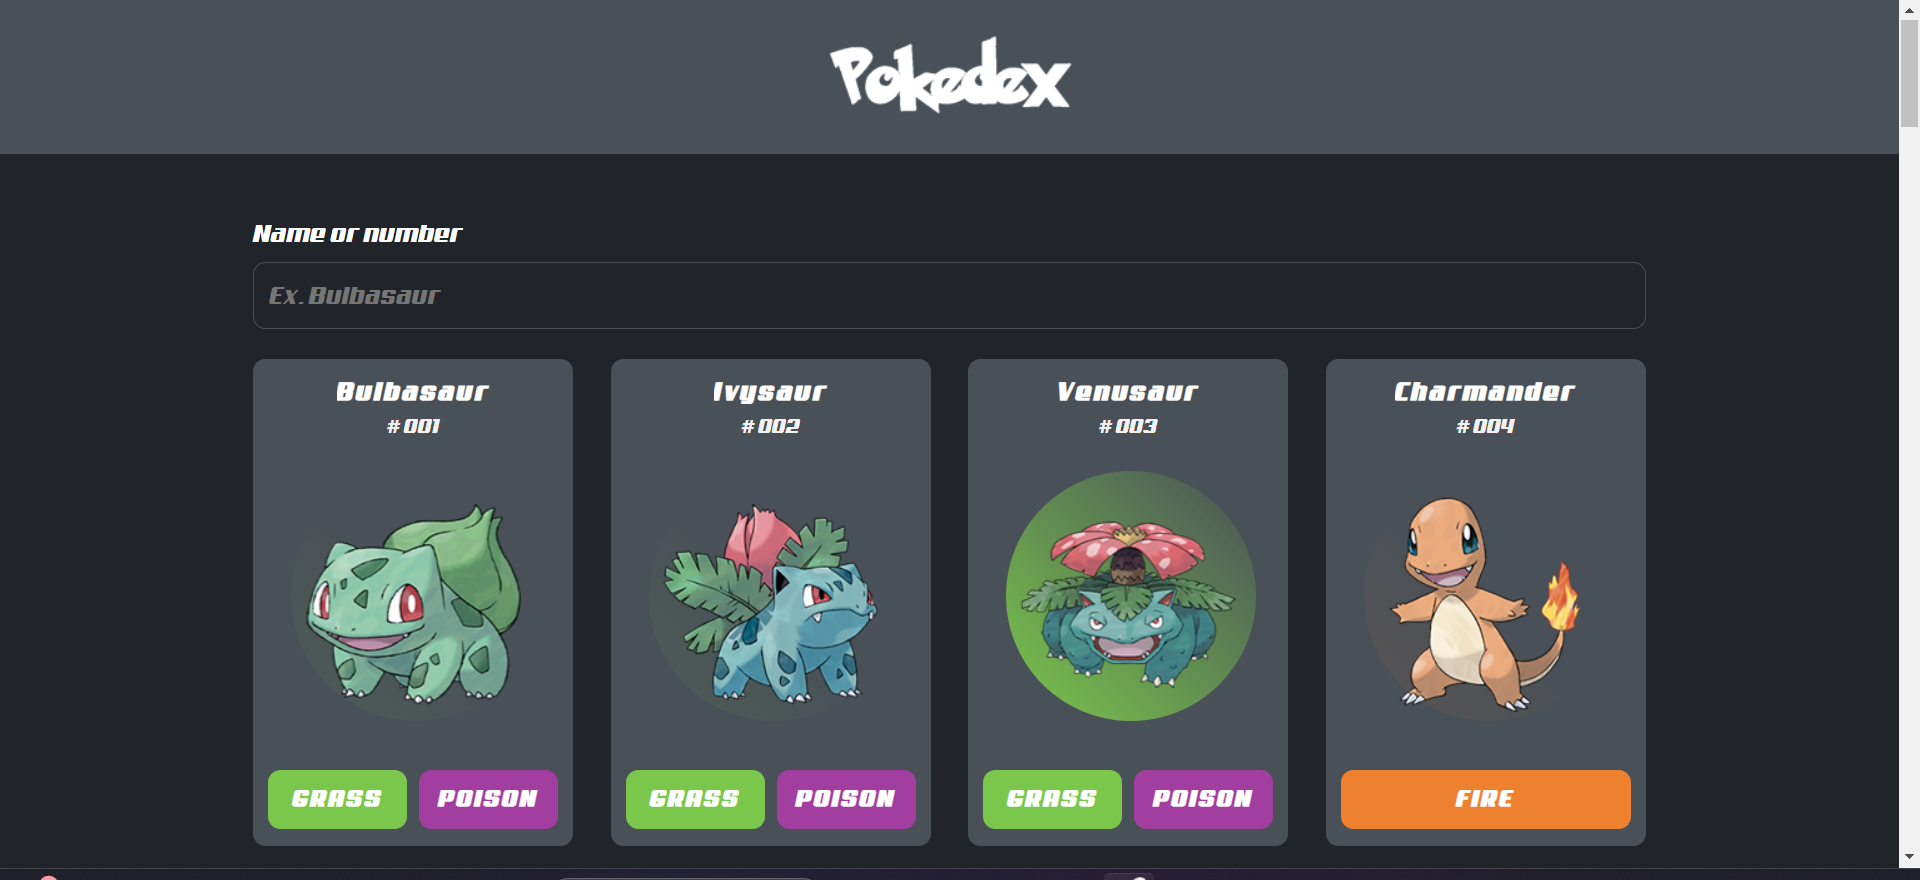 Pokedex
Name or number
Ex. Bulbasaur
Bulbasaur
# 001
Ivysaur
# 002
Venusaur
# 003
Charmander
# 004
GRASS POISON
GRASS POISON
GRASS POISON
FIRE